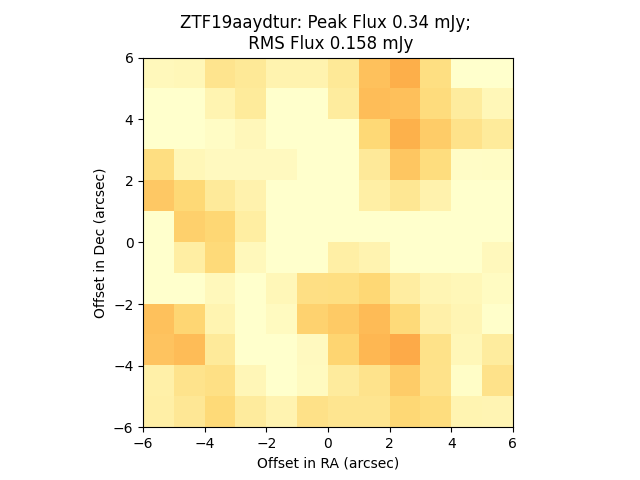 ZTF19aaydtur: Peak Flux 0.34 mJy;
RMS Flux 0.158 mJy
6
4
2
0
−2
−4
−6
Offset in Dec (arcsec)
−6 −4 −2 0 2 4 6
Offset in RA (arcsec)